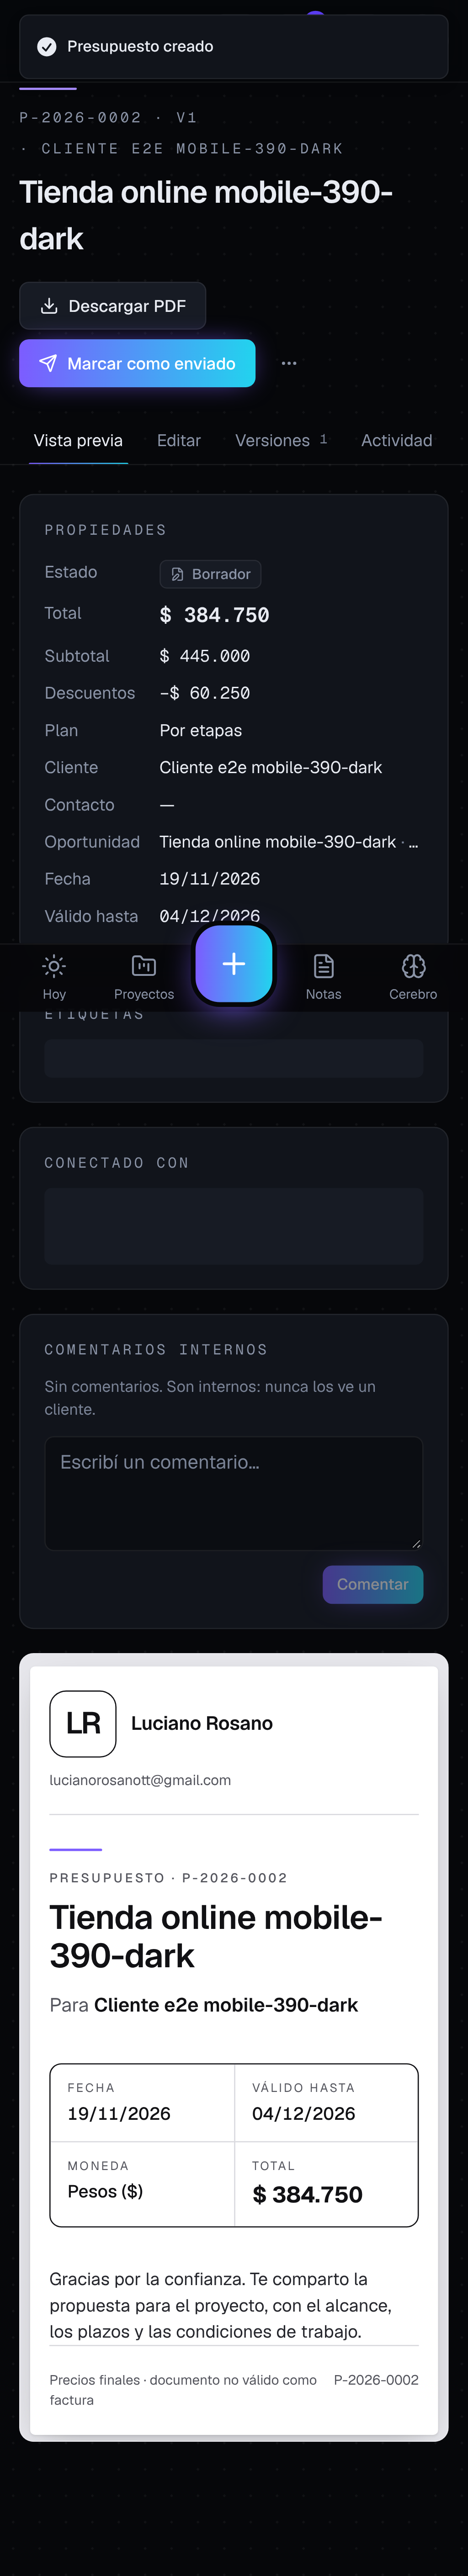 Presupuesto creado
P-2026-0002 · V1
· CLIENTE E2E MOBILE-390-DARK
Tienda online mobile-390-
dark
Descargar PDF
Marcar como enviado
Vista previa Editar Versiones 1 Actividad
PROPIEDADES
Estado Borrador
Total $ 384.750
Subtotal $ 445.000
Descuentos −$ 60.250
Plan Por etapas
Cliente Cliente e2e mobile-390-dark
Contacto —
Oportunidad Tienda online mobile-390-dark · …
Fecha 19/11/2026
Válido hasta 04/12/2026
Hoy Proyectos Notas Cerebro
ETIQUETAS
CONECTADO CON
COMENTARIOS INTERNOS
Sin comentarios. Son internos: nunca los ve un
cliente.
Escribí un comentario…
Comentar
LR Luciano Rosano
lucianorosanott@gmail.com
PRESUPUESTO · P-2026-0002
Tienda online mobile-
390-dark
Para Cliente e2e mobile-390-dark
FECHA VÁLIDO HASTA
19/11/2026 04/12/2026
MONEDA TOTAL
Pesos ($) $ 384.750
Gracias por la confianza. Te comparto la
propuesta para el proyecto, con el alcance,
los plazos y las condiciones de trabajo.
Precios finales · documento no válido como P-2026-0002
factura